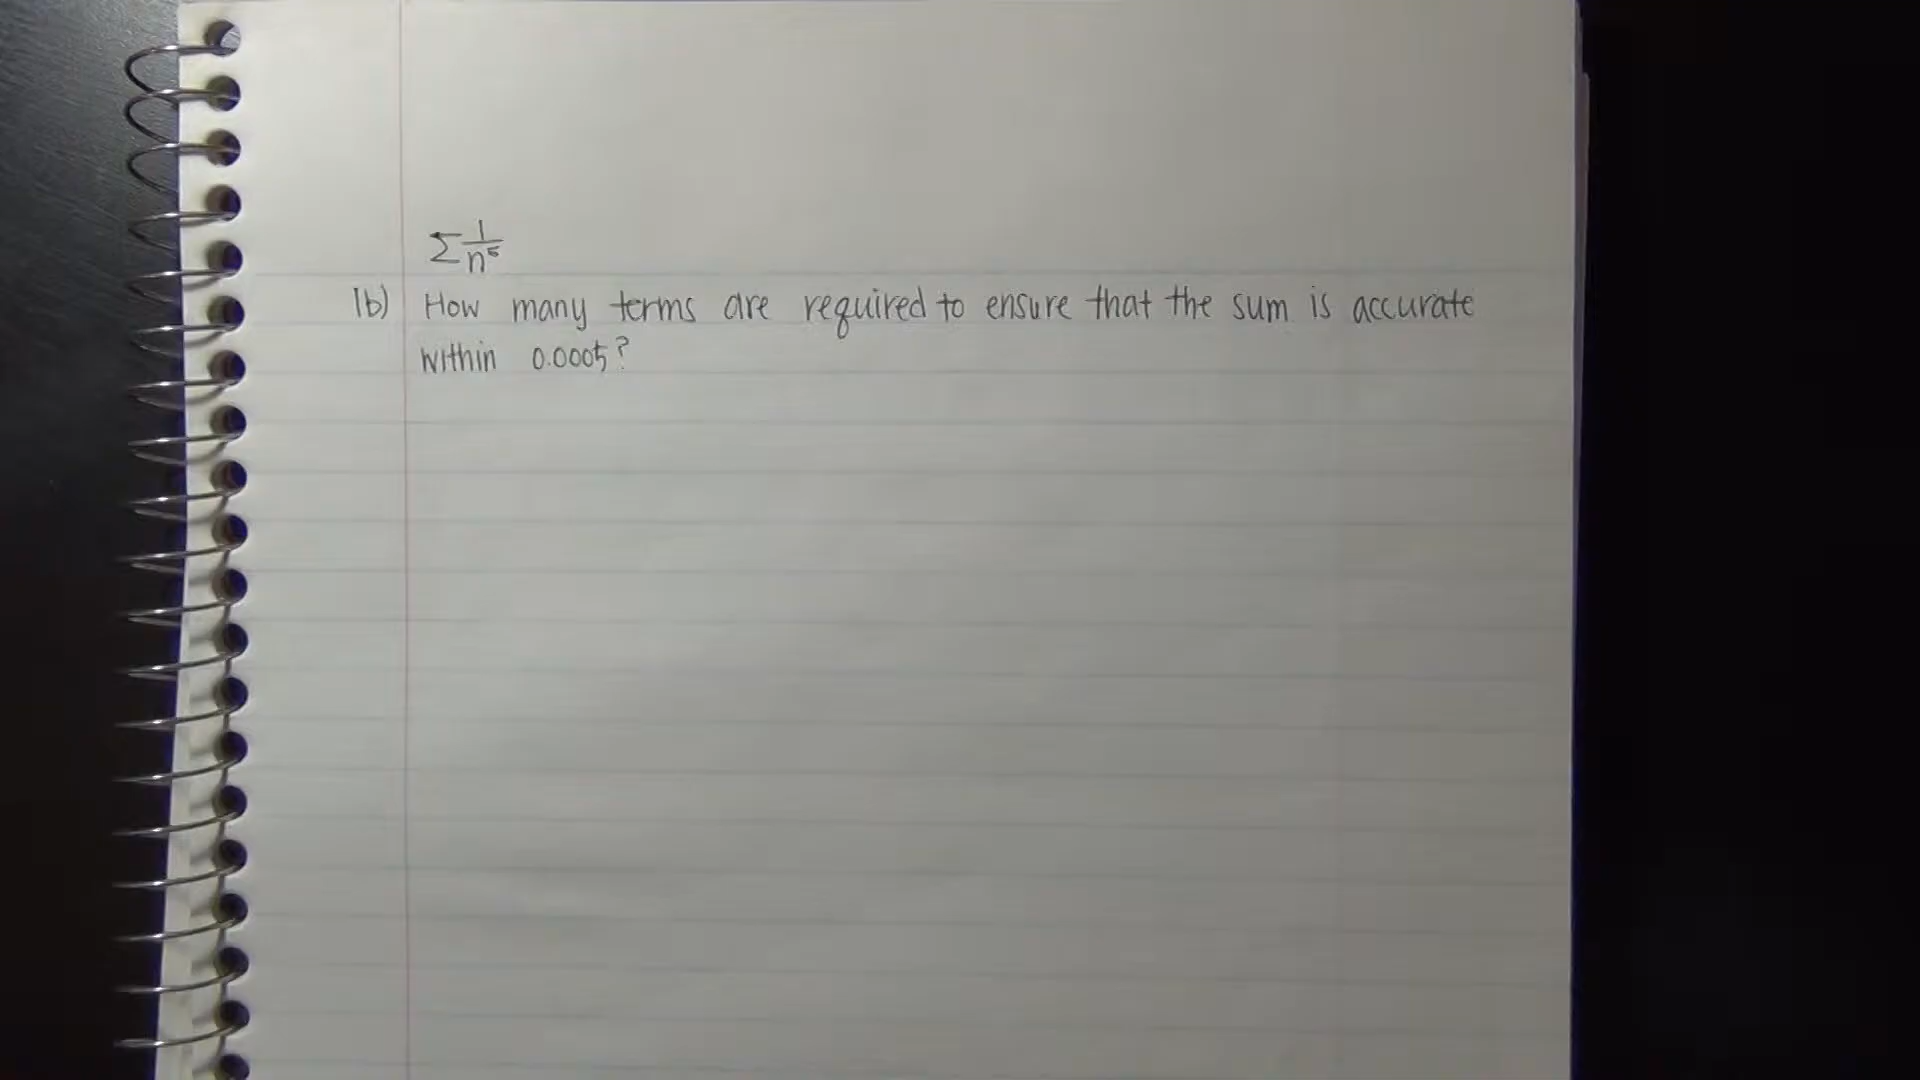 Σ 1/n⁵
1b) How many terms are required to ensure that the sum is accurate
within 0.0005?